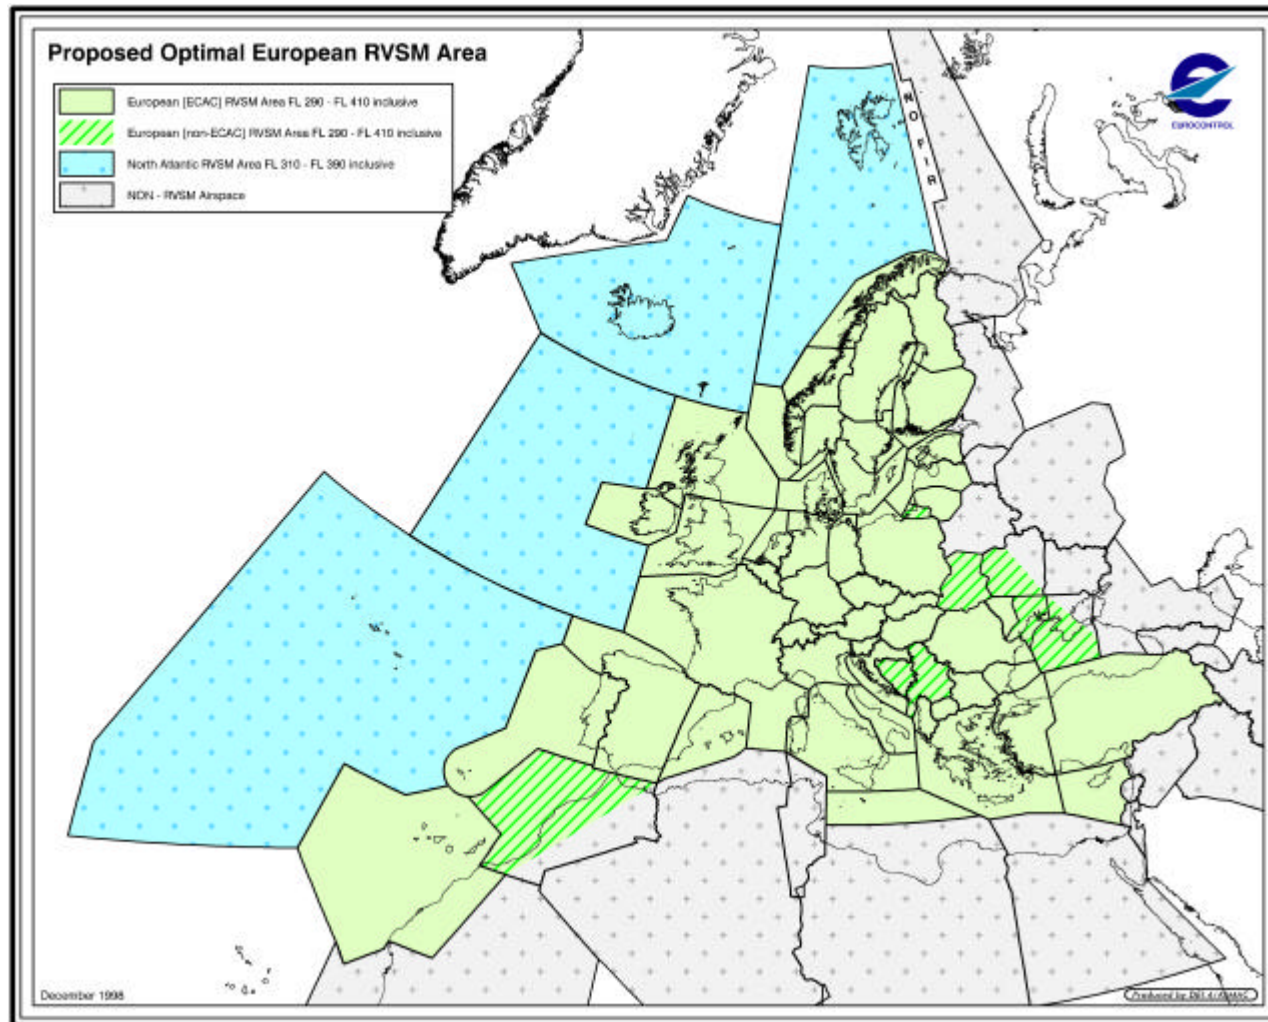 Proposed Optimal European RVSM Area
European [ECAC] RVSM Area FL 290 - FL 410 inclusive
European [non-ECAC] RVSM Area FL 290 - FL 410 inclusive
North Atlantic RVSM Area FL 310 - FL 390 inclusive
NON - RVSM Airspace
EUROCONTROL
NO FIR
December 1998
Produced by